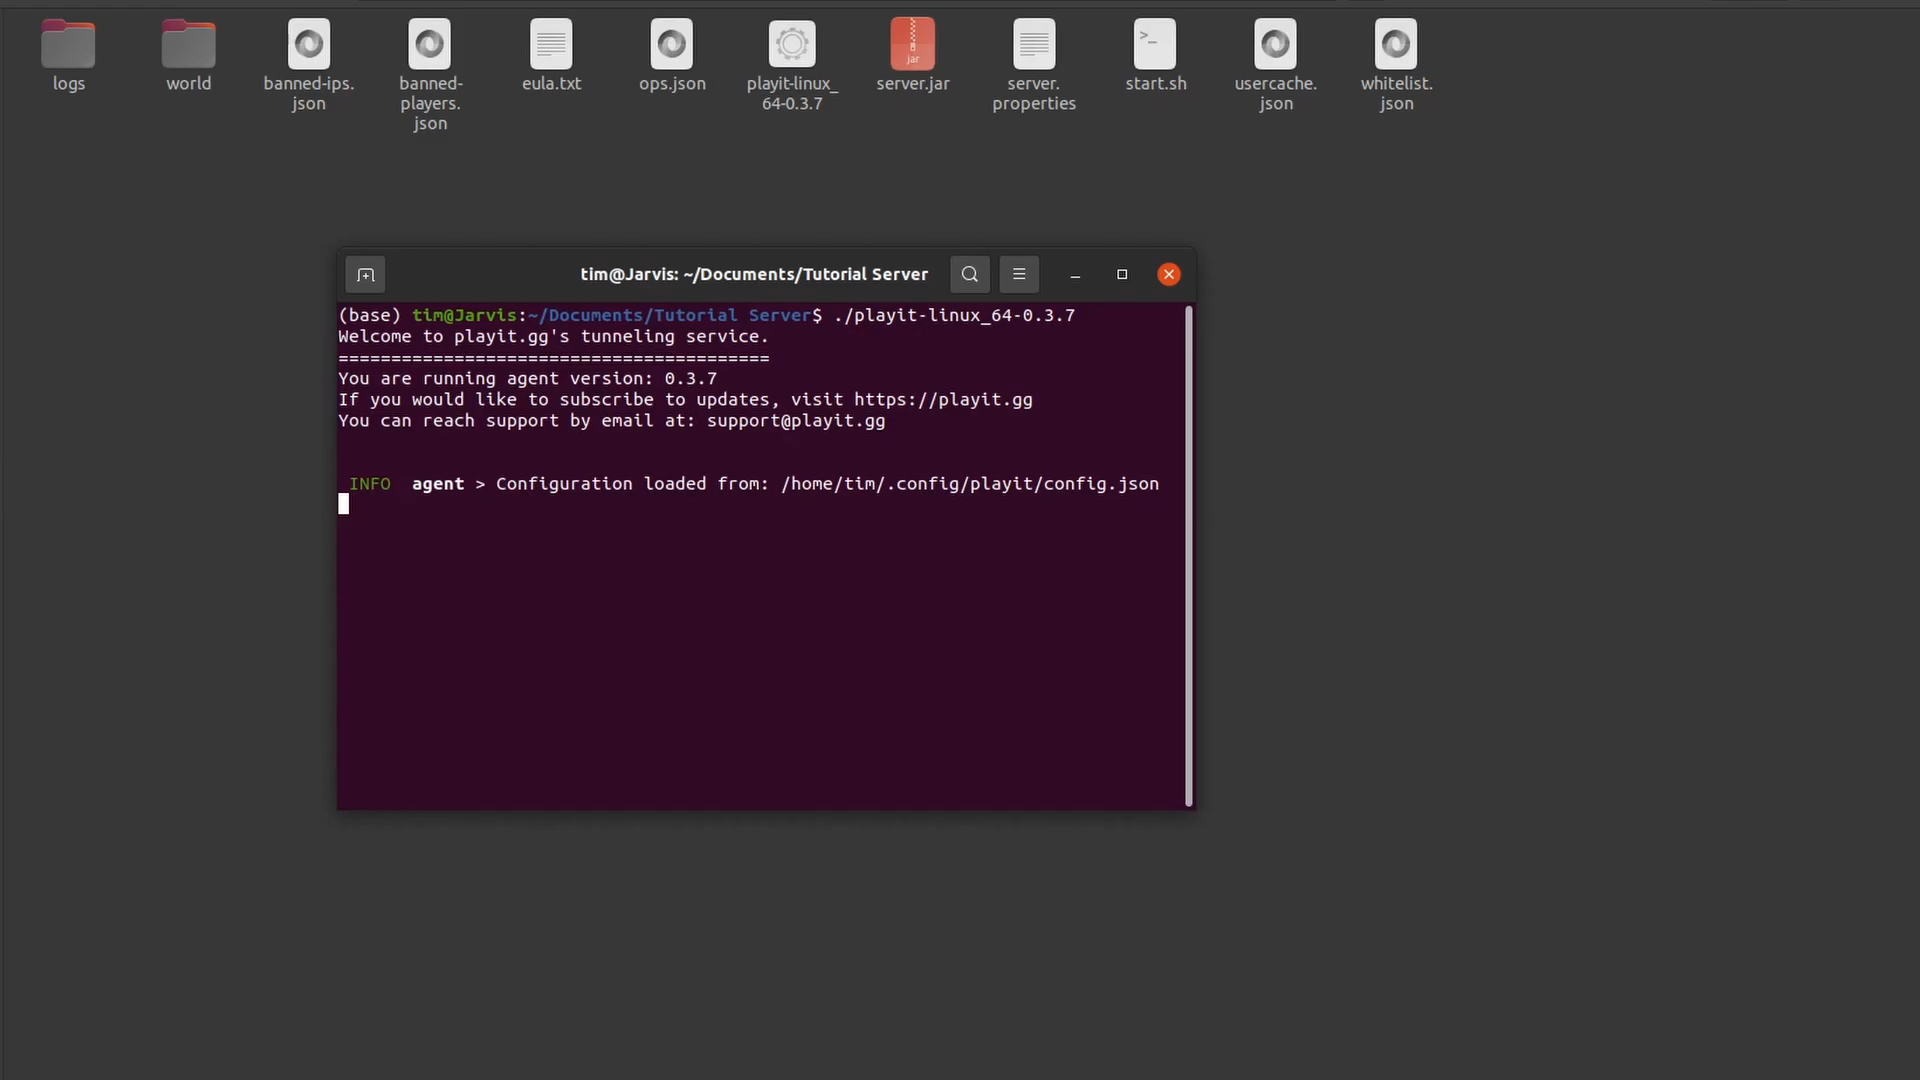 logs
world
banned-ips.
json
banned-
players.
json
eula.txt
ops.json
playit-linux_
64-0.3.7
jar
server.jar
server.
properties
>_
start.sh
usercache.
json
whitelist.
json
tim@Jarvis: ~/Documents/Tutorial Server
(base) tim@Jarvis:~/Documents/Tutorial Server$ ./playit-linux_64-0.3.7
Welcome to playit.gg's tunneling service.
=========================================
You are running agent version: 0.3.7
If you would like to subscribe to updates, visit https://playit.gg
You can reach support by email at: support@playit.gg
INFO  agent > Configuration loaded from: /home/tim/.config/playit/config.json